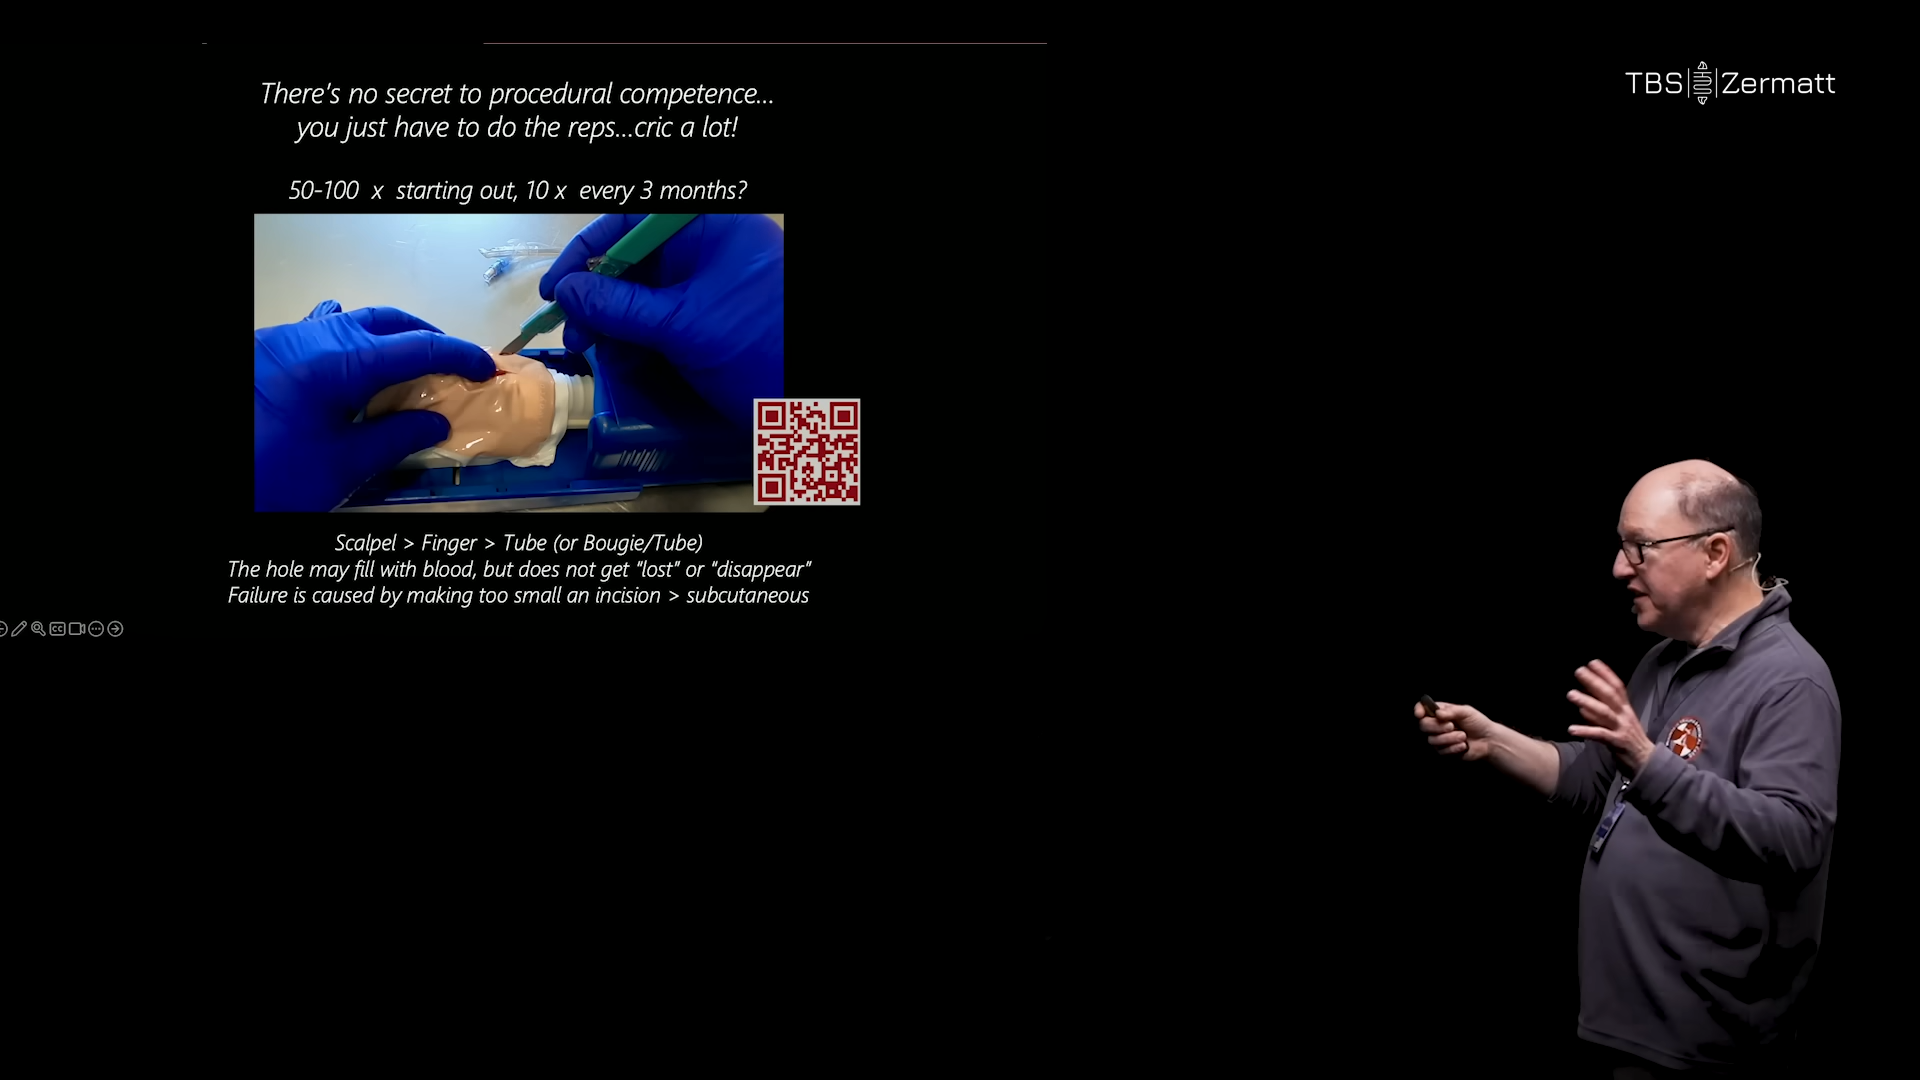 There's no secret to procedural competence...
you just have to do the reps...cric a lot!
50-100 x starting out, 10 x every 3 months?
Scalpel > Finger > Tube (or Bougie/Tube)
The hole may fill with blood, but does not get "lost" or "disappear"
Failure is caused by making too small an incision > subcutaneous
CC
TBS Zermatt